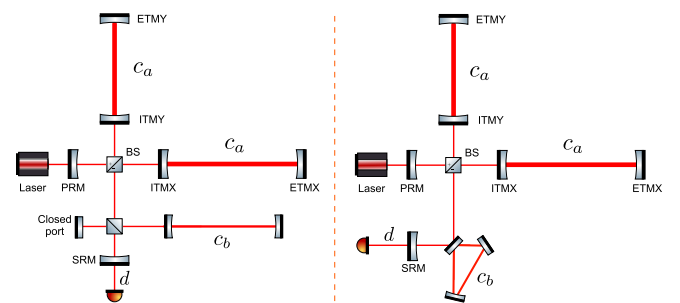 ETMY
c_a
ITMY
BS
c_a
Laser
PRM
ITMX
ETMX
Closed
port
c_b
SRM
d
ETMY
c_a
ITMY
BS
c_a
Laser
PRM
ITMX
ETMX
d
SRM
c_b